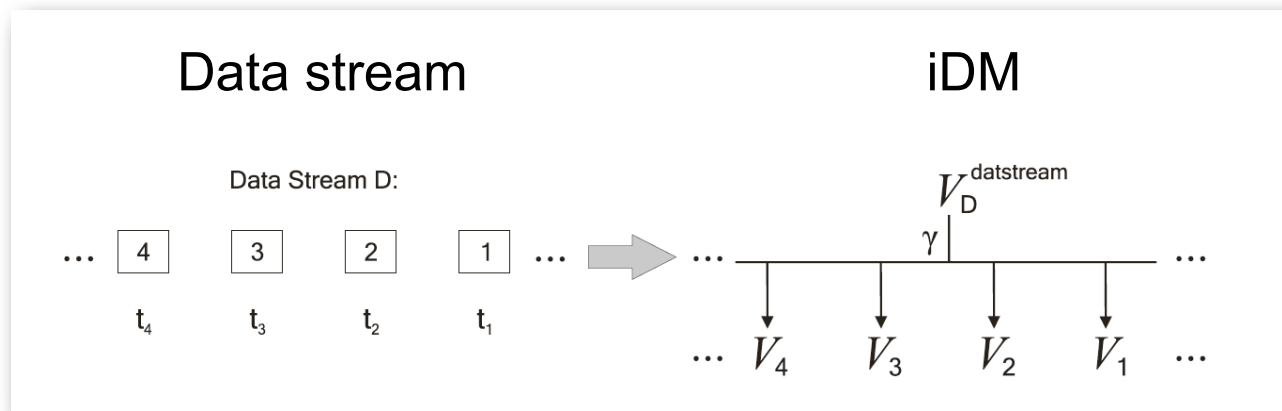 Data stream
iDM
Data Stream D:
... 4 3 2 1 ...
t₄ t₃ t₂ t₁
V_D^datstream
γ
... ...
... V₄ V₃ V₂ V₁ ...